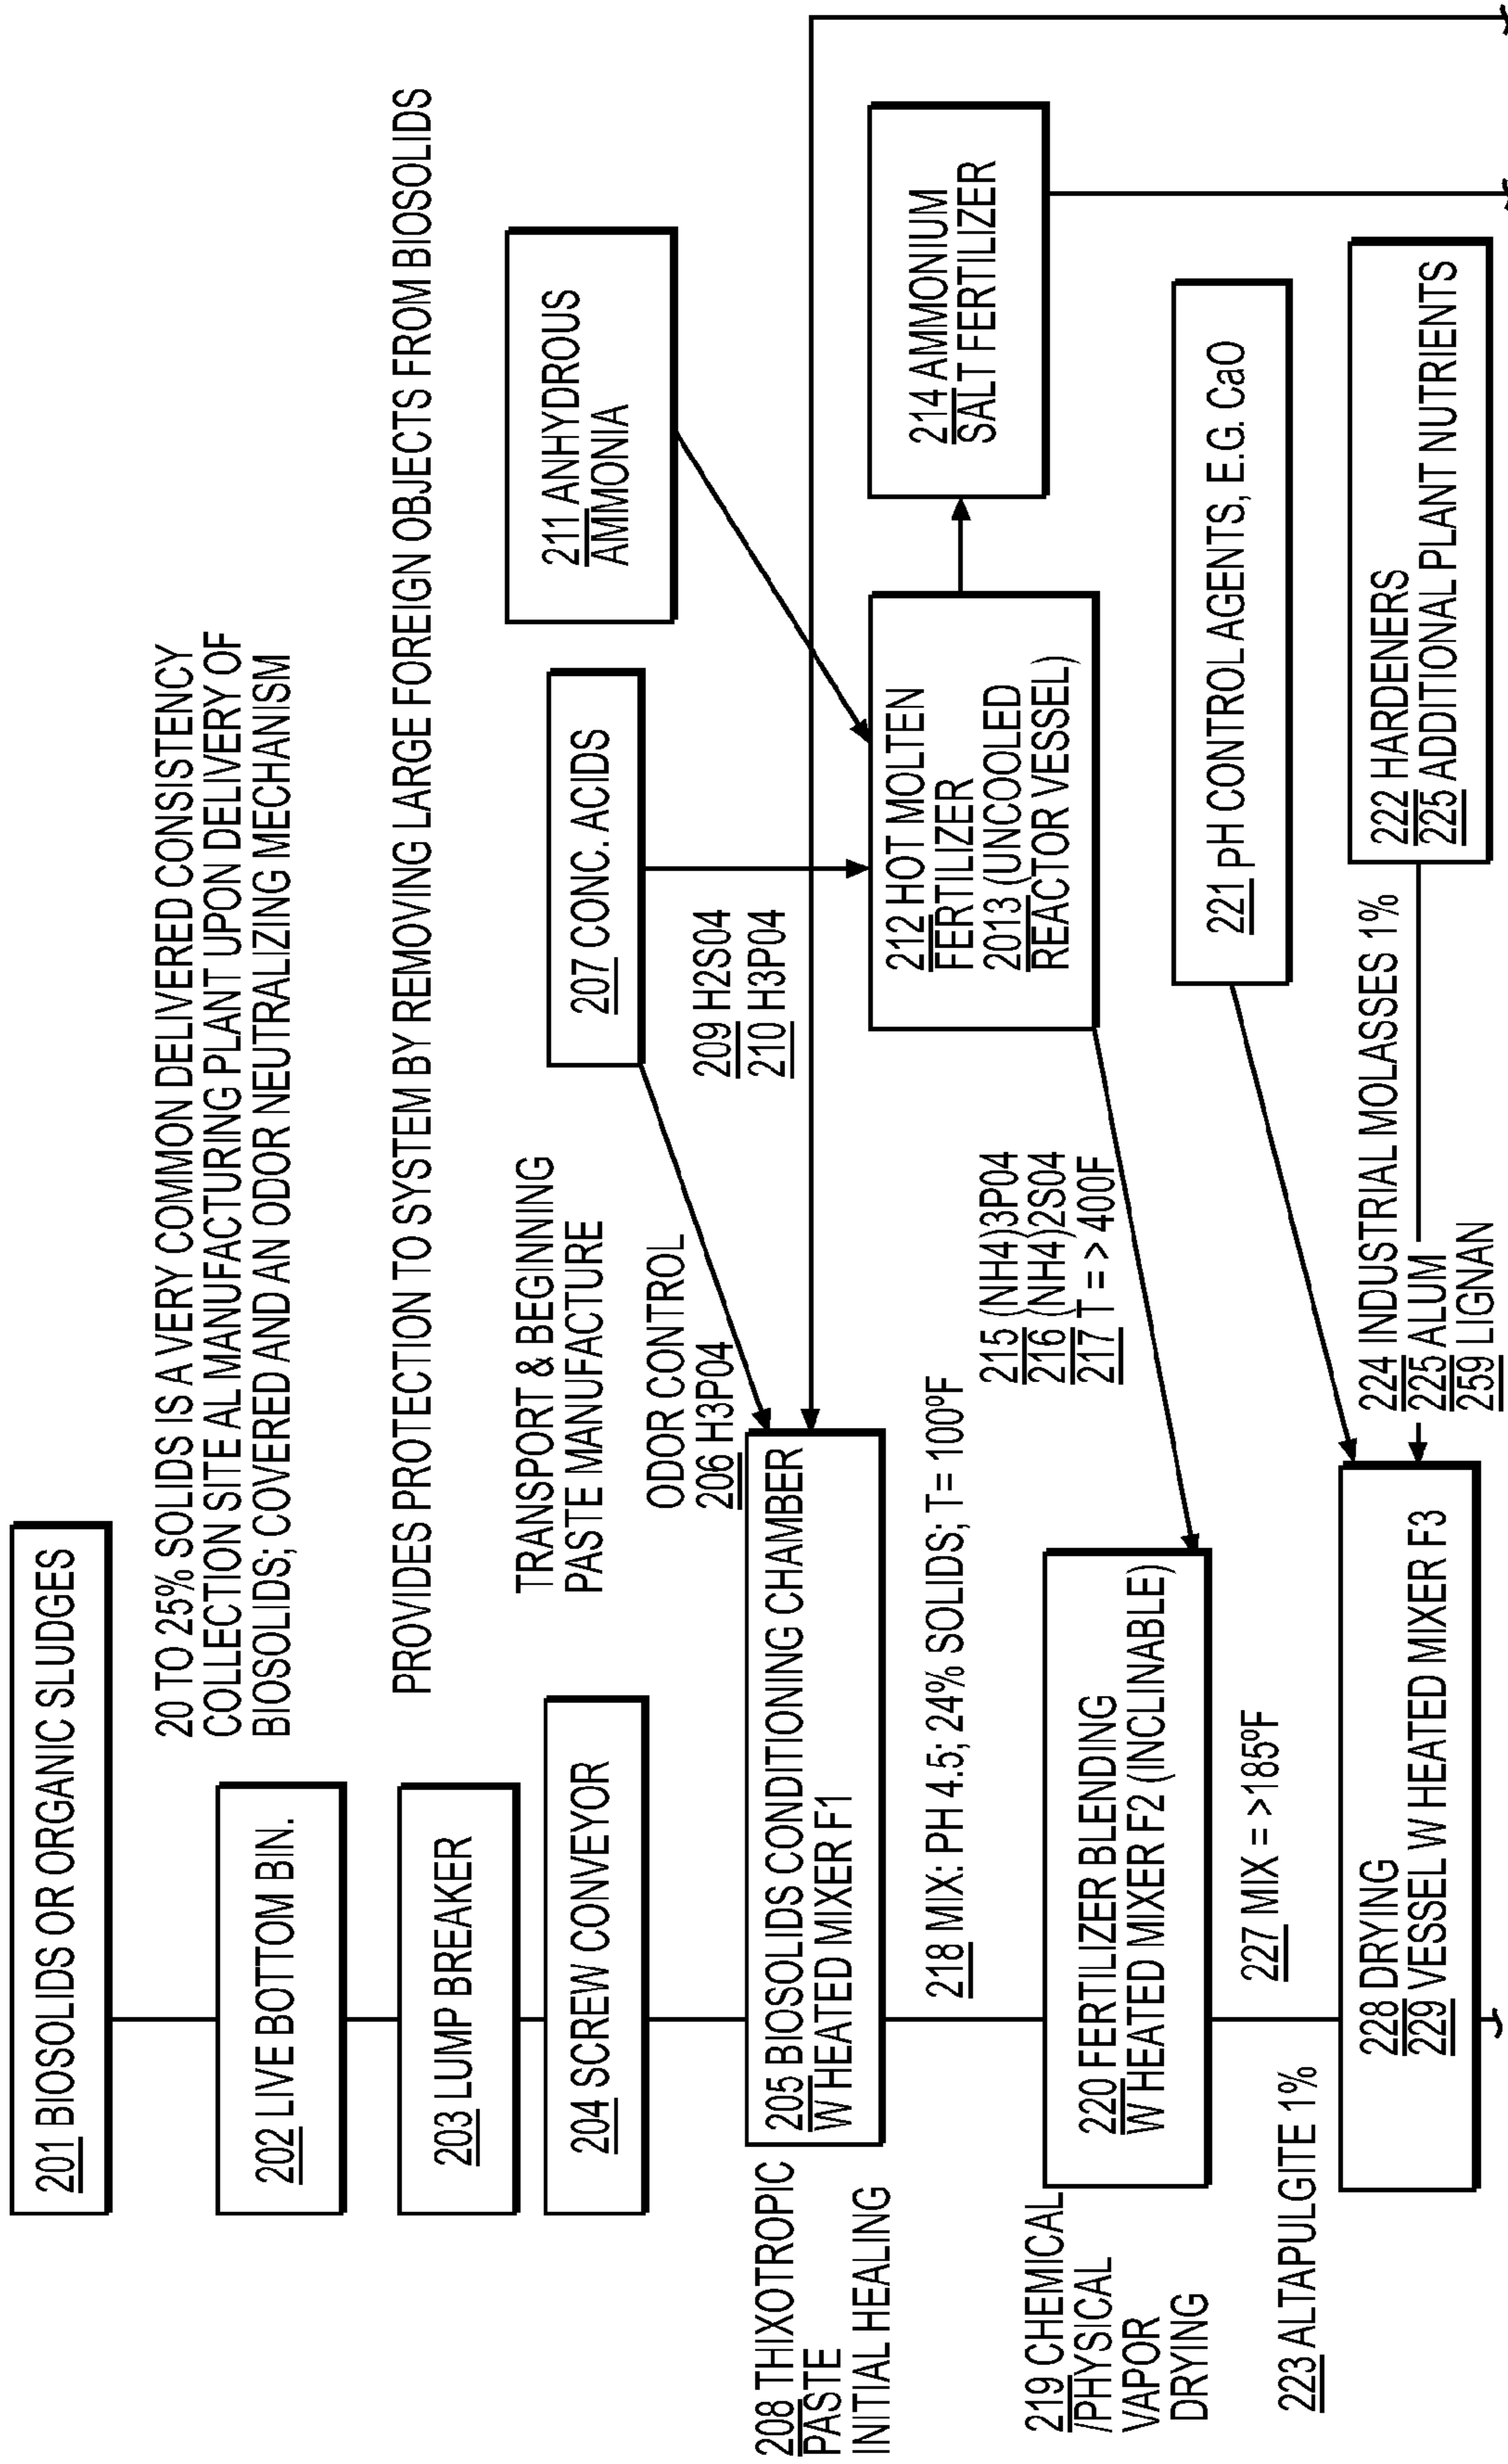 201 BIOSOLIDS OR ORGANIC SLUDGES
20 TO 25% SOLIDS IS A VERY COMMON DELIVERED CONSISTENCY
COLLECTION SITE AL MANUFACTURING PLANT UPON DELIVERY OF
BIOSOLIDS; COVERED AND AN ODOR NEUTRALIZING MECHANISM
202 LIVE BOTTOM BIN.
PROVIDES PROTECTION TO SYSTEM BY REMOVING LARGE FOREIGN OBJECTS FROM BIOSOLIDS
203 LUMP BREAKER
204 SCREW CONVEYOR
TRANSPORT & BEGINNING
PASTE MANUFACTURE
207 CONC. ACIDS
211 ANHYDROUS
AMMONIA
ODOR CONTROL
206 H3PO4
209 H2SO4
210 H3PO4
208 THIXOTROPIC
PASTE
INITIAL HEALING
205 BIOSOLIDS CONDITIONING CHAMBER
W HEATED MIXER F1
212 HOT MOLTEN
FERTILIZER
2013 (UNCOOLED
REACTOR VESSEL)
214 AMMONIUM
SALT FERTILIZER
218 MIX: PH 4.5; 24% SOLIDS; T= 100ºF
215 (NH4)3PO4
216 (NH4)2SO4
217 T = > 400F
219 CHEMICAL
/PHYSICAL
VAPOR
DRYING
220 FERTILIZER BLENDING
W HEATED MIXER F2 (INCLINABLE)
221 pH CONTROL AGENTS, E.G. CaO
227 MIX = >185ºF
223 ALTAPULGITE 1%
228 DRYING
229 VESSEL W HEATED MIXER F3
224 INDUSTRIAL MOLASSES 1%
225 ALUM
259 LIGNAN
222 HARDENERS
225 ADDITIONAL PLANT NUTRIENTS